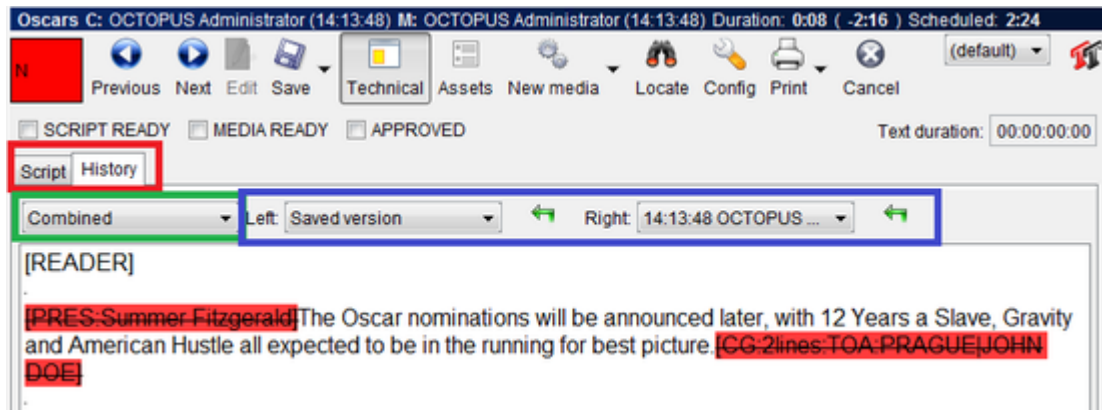 Oscars C: OCTOPUS Administrator (14:13:48) M: OCTOPUS Administrator (14:13:48) Duration: 0:08 ( -2:16 ) Scheduled: 2:24
N
Previous Next Edit Save Technical Assets New media Locate Config Print Cancel (default)
SCRIPT READY MEDIA READY APPROVED Text duration: 00:00:00:00
Script History
Combined Left: Saved version Right: 14:13:48 OCTOPUS ...
[READER]
.
[PRES:Summer Fitzgerald]The Oscar nominations will be announced later, with 12 Years a Slave, Gravity
and American Hustle all expected to be in the running for best picture.[CG:2lines:TOA:PRAGUE|JOHN
DOE]
.